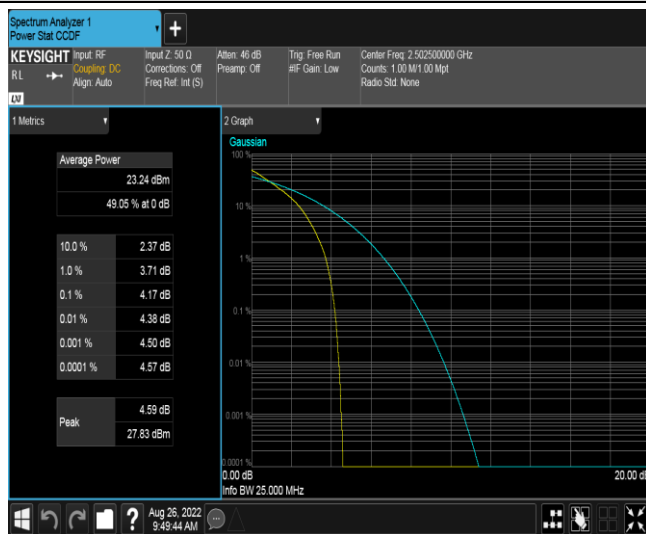 Spectrum Analyzer 1
Power Stat CCDF
+
KEYSIGHT
RL
LXI
Input: RF
Coupling: DC
Align: Auto
Input Z: 50 Ω
Corrections: Off
Freq Ref: Int (S)
Atten: 46 dB
Preamp: Off
Trig: Free Run
#IF Gain: Low
Center Freq: 2.502500000 GHz
Counts: 1.00 M/1.00 Mpt
Radio Std: None
1 Metrics
Average Power
23.24 dBm
49.05 % at 0 dB
10.0 % 2.37 dB
1.0 % 3.71 dB
0.1 % 4.17 dB
0.01 % 4.38 dB
0.001 % 4.50 dB
0.0001 % 4.57 dB
Peak
4.59 dB
27.83 dBm
2 Graph
Gaussian
100 %
10 %
1 %
0.1 %
0.01 %
0.001 %
0.0001 %
0.00 dB
20.00 dB
Info BW 25.000 MHz
?
Aug 26, 2022
9:49:44 AM